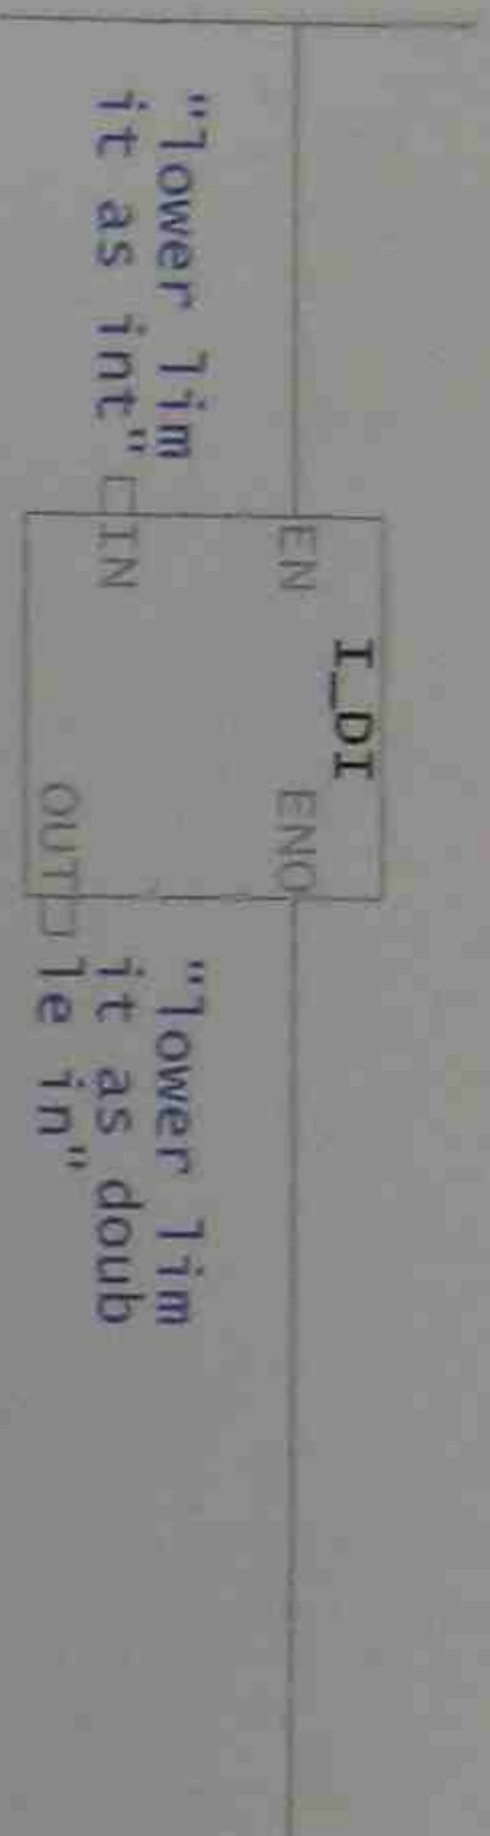 I_DI
EN ENO
"lower lim
it as int" IN
OUT
"lower lim
it as doub
le in"